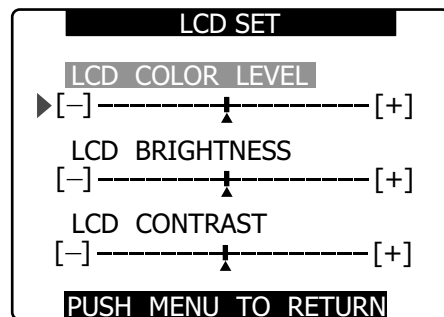 LCD SET
LCD COLOR LEVEL
[−] [+]
LCD BRIGHTNESS
[−] [+]
LCD CONTRAST
[−] [+]
PUSH MENU TO RETURN